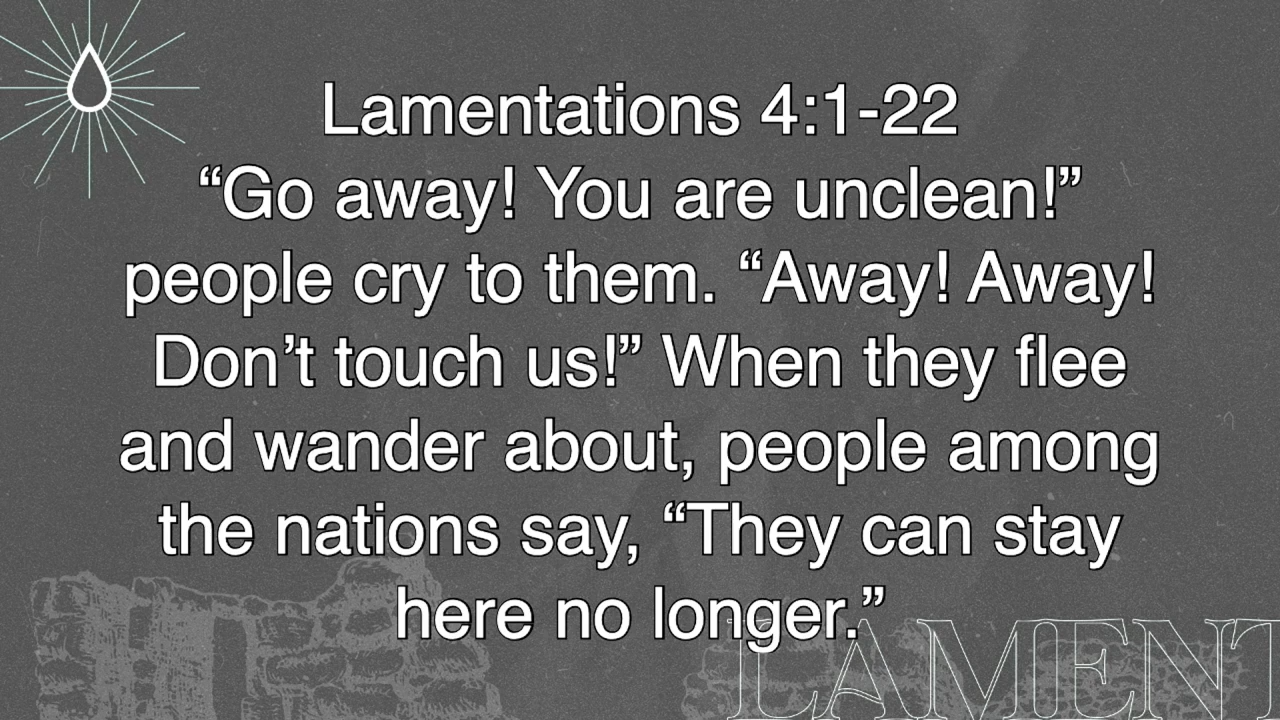 Lamentations 4:1-22
“Go away! You are unclean!”
people cry to them. “Away! Away!
Don’t touch us!” When they flee
and wander about, people among
the nations say, “They can stay
here no longer.”
LAMENT